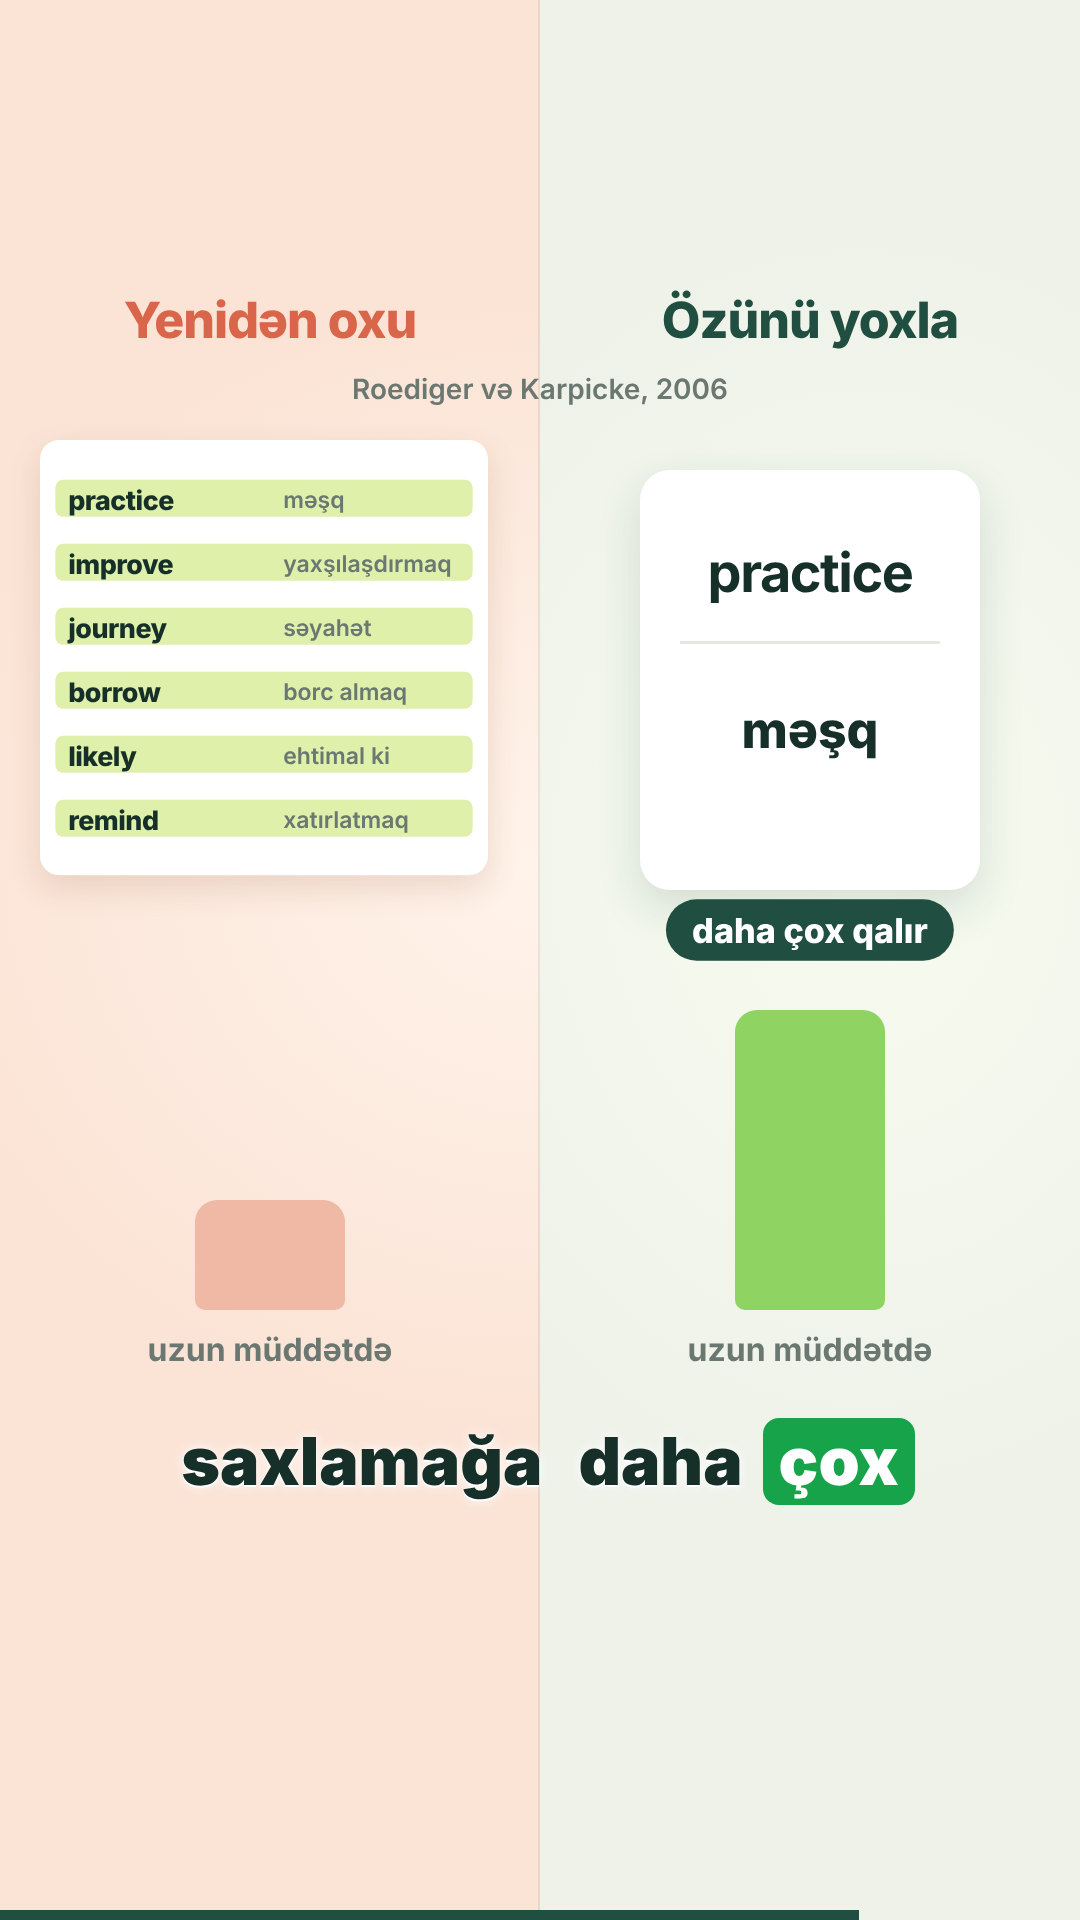 Yenidən oxu
Özünü yoxla
Roediger və Karpicke, 2006
practice məşq
improve yaxşılaşdırmaq
journey səyahət
borrow borc almaq
likely ehtimal ki
remind xatırlatmaq
practice
məşq
daha çox qalır
uzun müddətdə
uzun müddətdə
saxlamağa daha çox